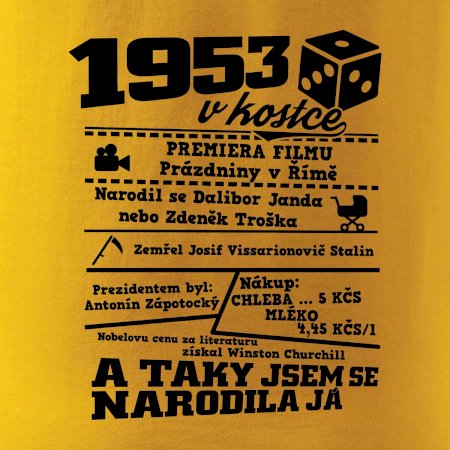 1953
v kostce
PREMIERA FILMU
Prázdniny v Římě
Narodil se Dalibor Janda
nebo Zdeněk Troška
Zemřel Josif Vissarionovič Stalin
Prezidentem byl:
Antonín Zápotocký
Nákup:
CHLEBA ... 5 KČS
MLÉKO
4,45 KČS/l
Nobelovu cenu za literaturu
získal Winston Churchill
A TAKY JSEM SE
NARODILA JÁ